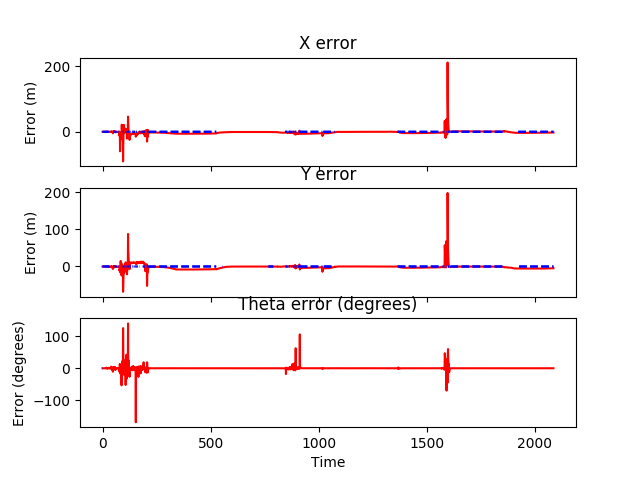 X error
200
0
Error (m)
Y error
200
100
0
Error (m)
Theta error (degrees)
100
0
−100
Error (degrees)
0 500 1000 1500 2000
Time